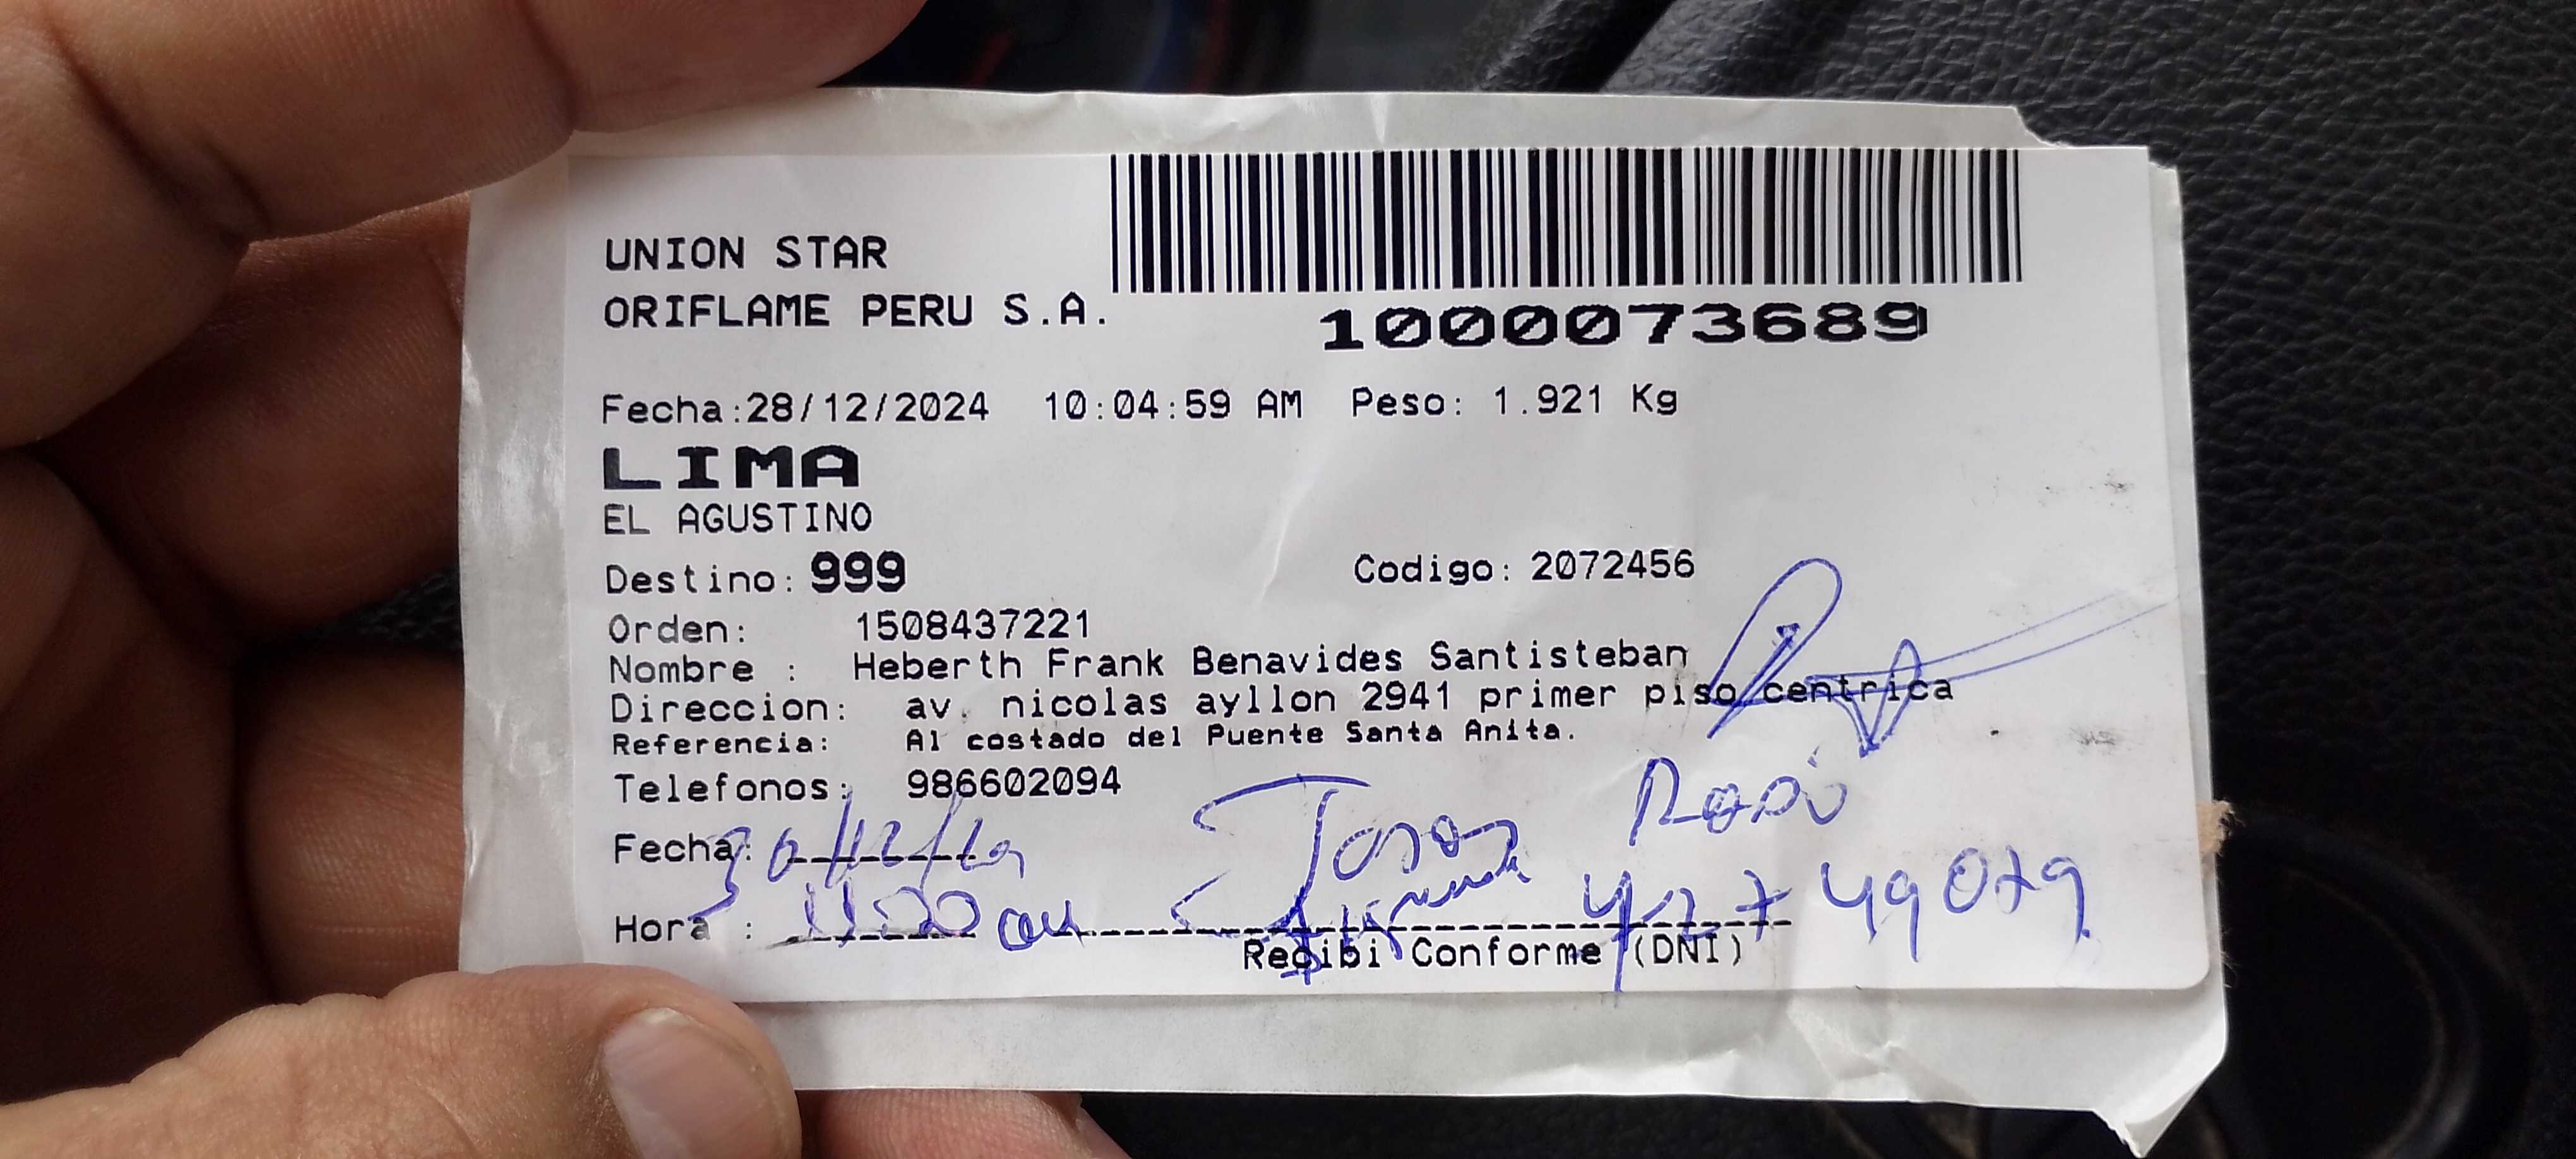 UNION STAR
ORIFLAME PERU S.A.
1000073689
Fecha:28/12/2024 10:04:59 AM Peso: 1.921 Kg
LIMA
EL AGUSTINO
Destino: 999 Codigo: 2072456
Orden: 1508437221
Nombre : Heberth Frank Benavides Santisteban
Direccion: av. nicolas ayllon 2941 primer piso centrica
Referencia: Al costado del Puente Santa Anita.
Telefonos: 986602094
Fecha: 30/12/
Hora :
Recibi Conforme (DNI)